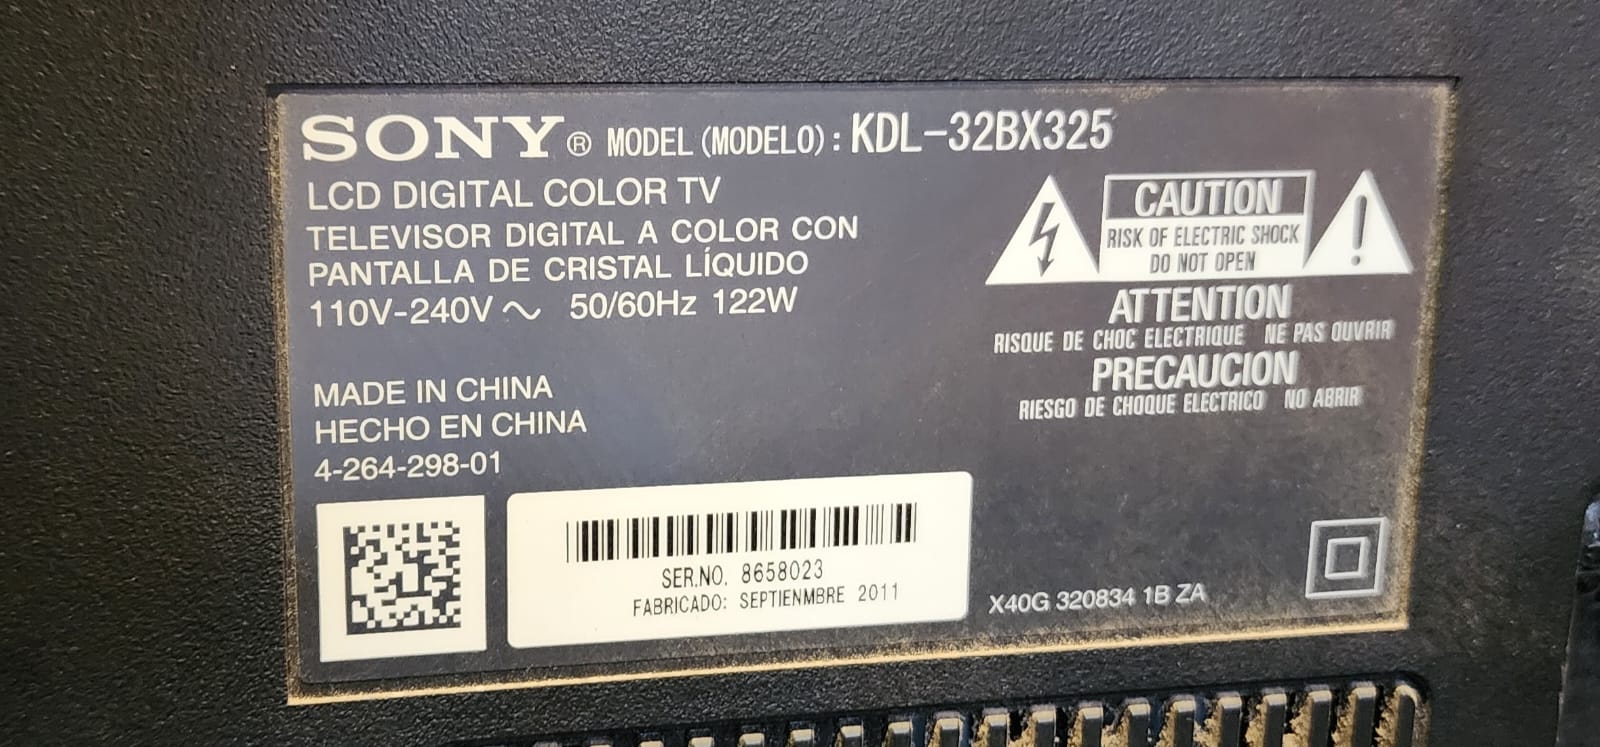 SONY® MODEL (MODELO): KDL-32BX325
LCD DIGITAL COLOR TV
TELEVISOR DIGITAL A COLOR CON
PANTALLA DE CRISTAL LÍQUIDO
110V-240V ～ 50/60Hz 122W
MADE IN CHINA
HECHO EN CHINA
4-264-298-01
SER.NO. 8658023
FABRICADO: SEPTIENMBRE 2011
CAUTION
RISK OF ELECTRIC SHOCK
DO NOT OPEN
ATTENTION
RISQUE DE CHOC ELECTRIQUE NE PAS OUVRIR
PRECAUCION
RIESGO DE CHOQUE ELECTRICO NO ABRIR
X40G 320834 1B ZA